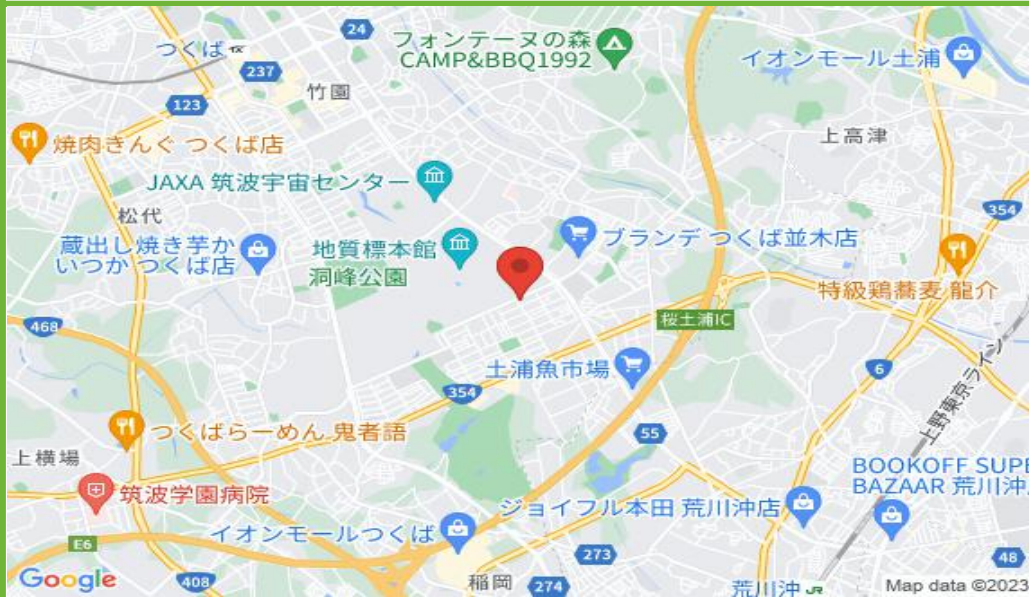 24
フォンテーヌの森
CAMP&BBQ1992
つくば
237
イオンモール土浦
竹園
123
上高津
焼肉きんぐ つくば店
JAXA 筑波宇宙センター
松代
354
蔵出し焼き芋か
いつか つくば店
地質標本館
洞峰公園
ブランデ つくば並木店
特級鶏蕎麦 龍介
468
桜土浦IC
土浦魚市場
6
上野東京ライン
354
つくばらーめん 鬼者語
55
上横場
筑波学園病院
BOOKOFF SUPE
BAZAAR 荒川沖
ジョイフル本田 荒川沖店
イオンモールつくば
E6
273
48
Google
408
稲岡
274
荒川沖 JR
Map data ©2023